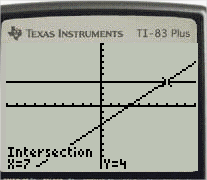 TEXAS INSTRUMENTS TI-83 Plus
Intersection
X=7 Y=4